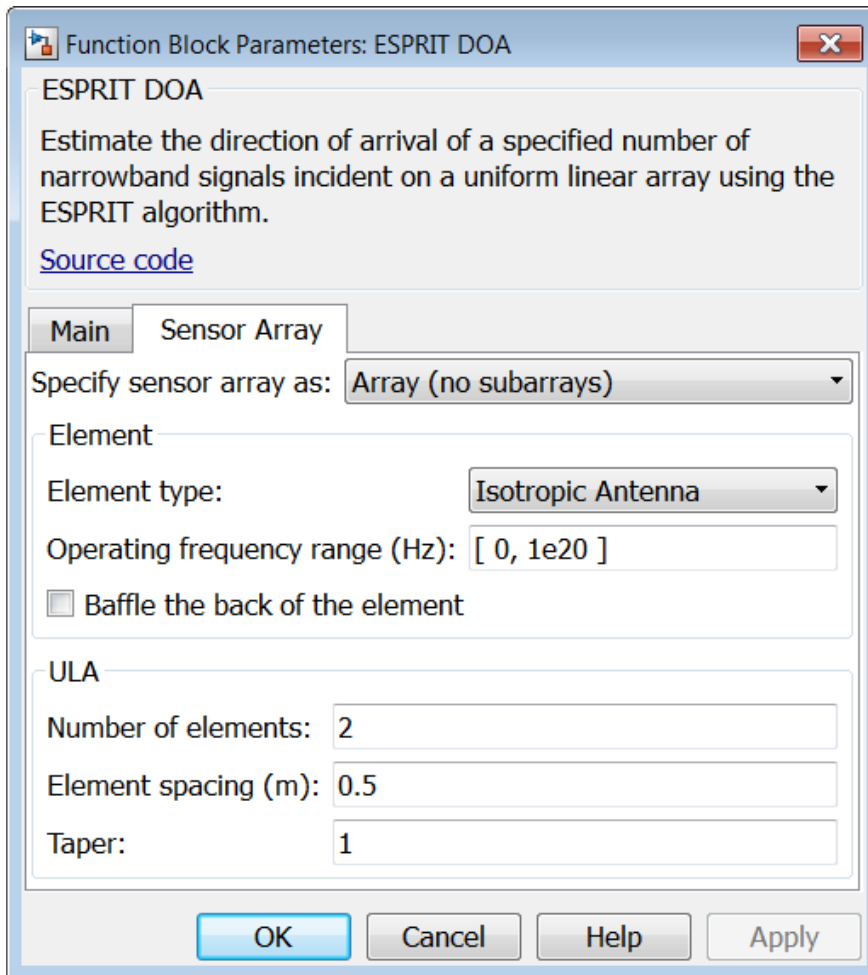 Function Block Parameters: ESPRIT DOA
ESPRIT DOA
Estimate the direction of arrival of a specified number of
narrowband signals incident on a uniform linear array using the
ESPRIT algorithm.
Source code
Main Sensor Array
Specify sensor array as: Array (no subarrays)
Element
Element type: Isotropic Antenna
Operating frequency range (Hz): [ 0, 1e20 ]
Baffle the back of the element
ULA
Number of elements: 2
Element spacing (m): 0.5
Taper: 1
OK Cancel Help Apply